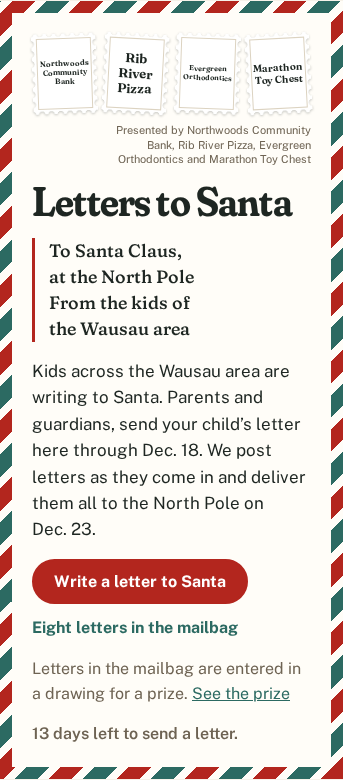 Northwoods
Community
Bank
Rib
River
Pizza
Evergreen
Orthodontics
Marathon
Toy Chest
Presented by Northwoods Community
Bank, Rib River Pizza, Evergreen
Orthodontics and Marathon Toy Chest
Letters to Santa
To Santa Claus,
at the North Pole
From the kids of
the Wausau area
Kids across the Wausau area are
writing to Santa. Parents and
guardians, send your child’s letter
here through Dec. 18. We post
letters as they come in and deliver
them all to the North Pole on
Dec. 23.
Write a letter to Santa
Eight letters in the mailbag
Letters in the mailbag are entered in
a drawing for a prize. See the prize
13 days left to send a letter.